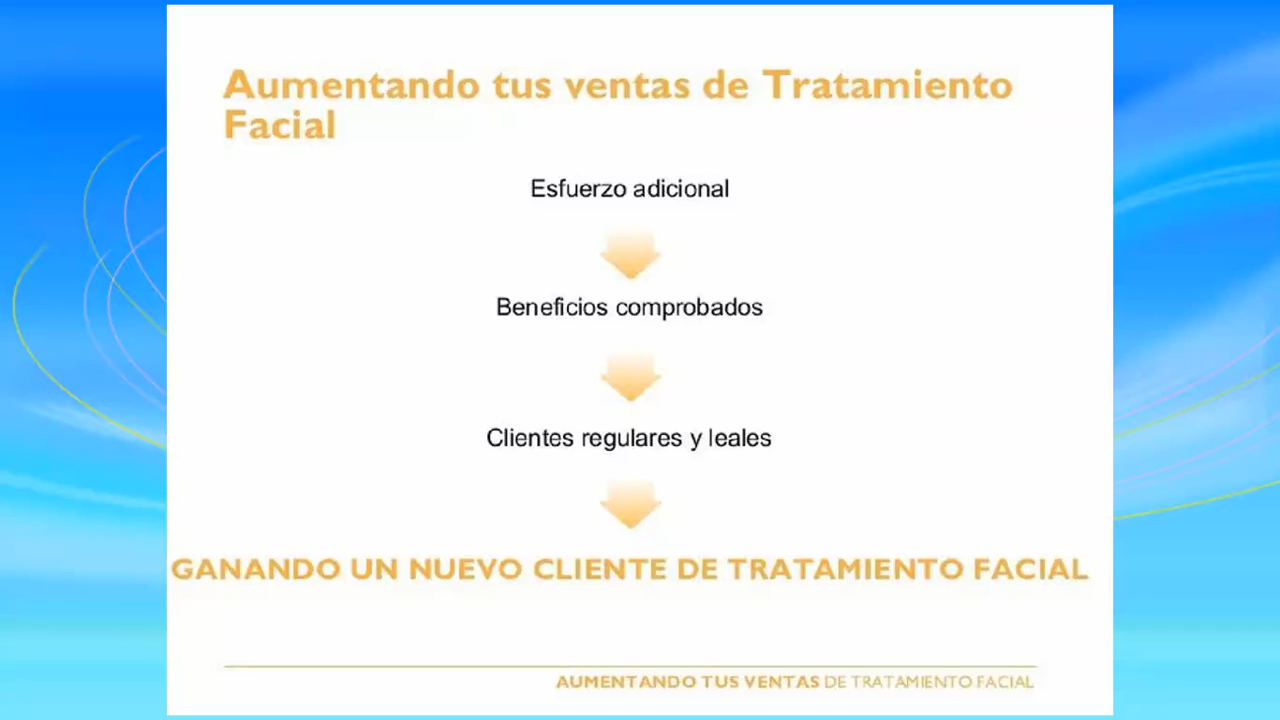 Aumentando tus ventas de Tratamiento
Facial
Esfuerzo adicional
Beneficios comprobados
Clientes regulares y leales
GANANDO UN NUEVO CLIENTE DE TRATAMIENTO FACIAL
AUMENTANDO TUS VENTAS DE TRATAMIENTO FACIAL